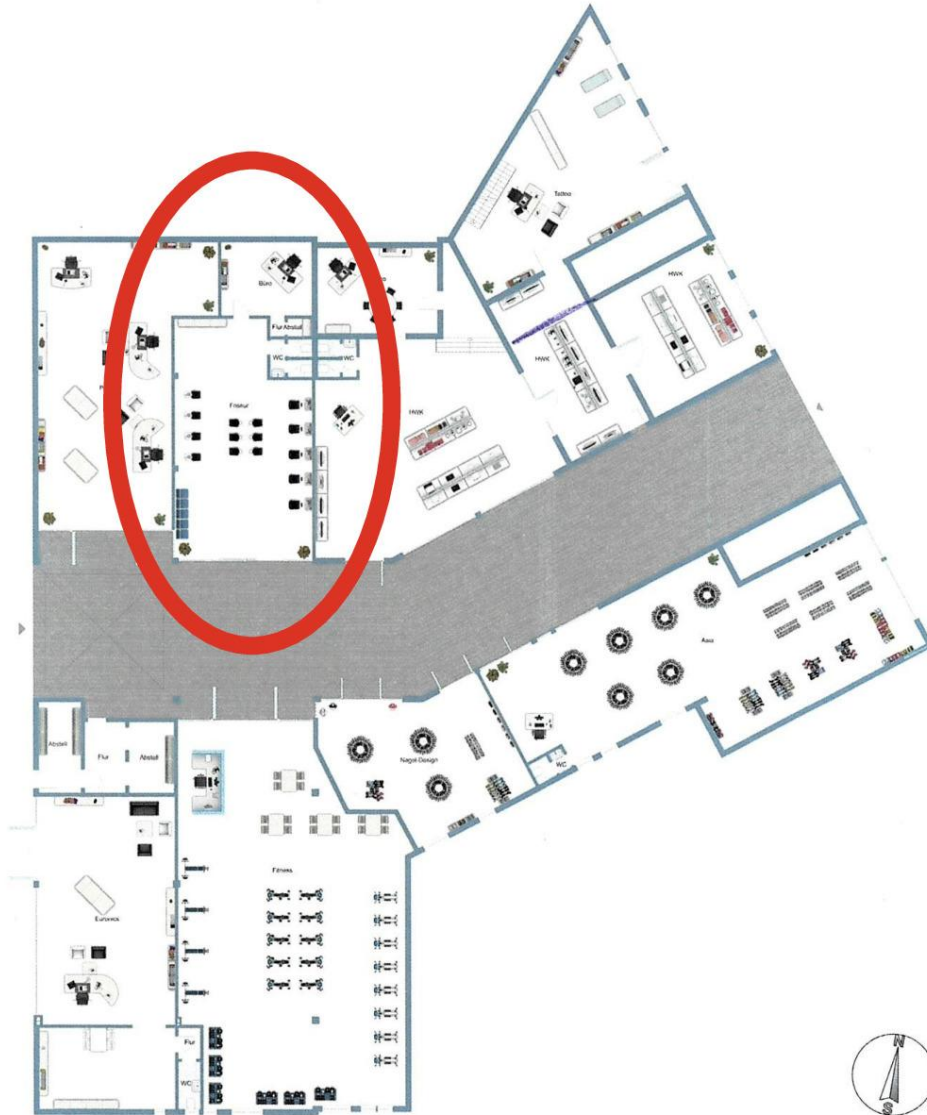 Tattoo
Büro
HWK
Flur Abstell
WC
WC
HWK
Friseur
HWK
Asia
Nagel-Design
WC
Abstell
Flur
Abstell
Fitness
Flur
WC
N
S